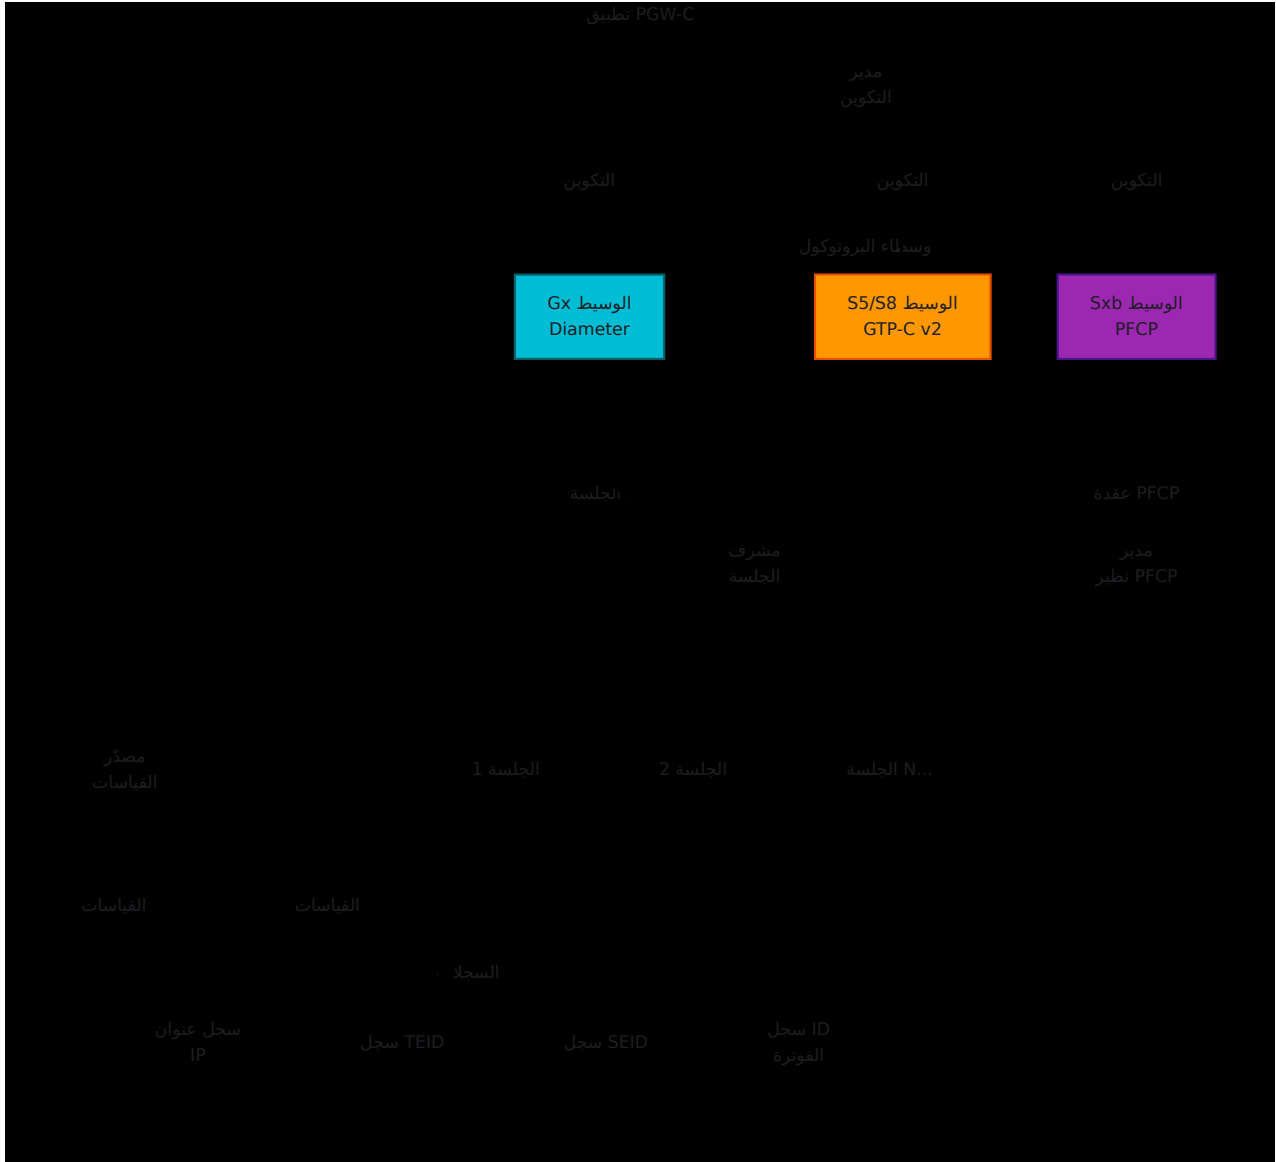 تطبيق PGW-C
مدير
التكوين
التكوين
التكوين
التكوين
وسطاء البروتوكول
الوسيط Gx
Diameter
الوسيط S5/S8
GTP-C v2
الوسيط Sxb
PFCP
الجلسة
عقدة PFCP
مشرف
الجلسة
مدير
نظير PFCP
مصدّر
القياسات
الجلسة 1
الجلسة 2
الجلسة N...
القياسات
القياسات
سجل عنوان
IP
سجل TEID
سجل SEID
سجل ID
الفوترة